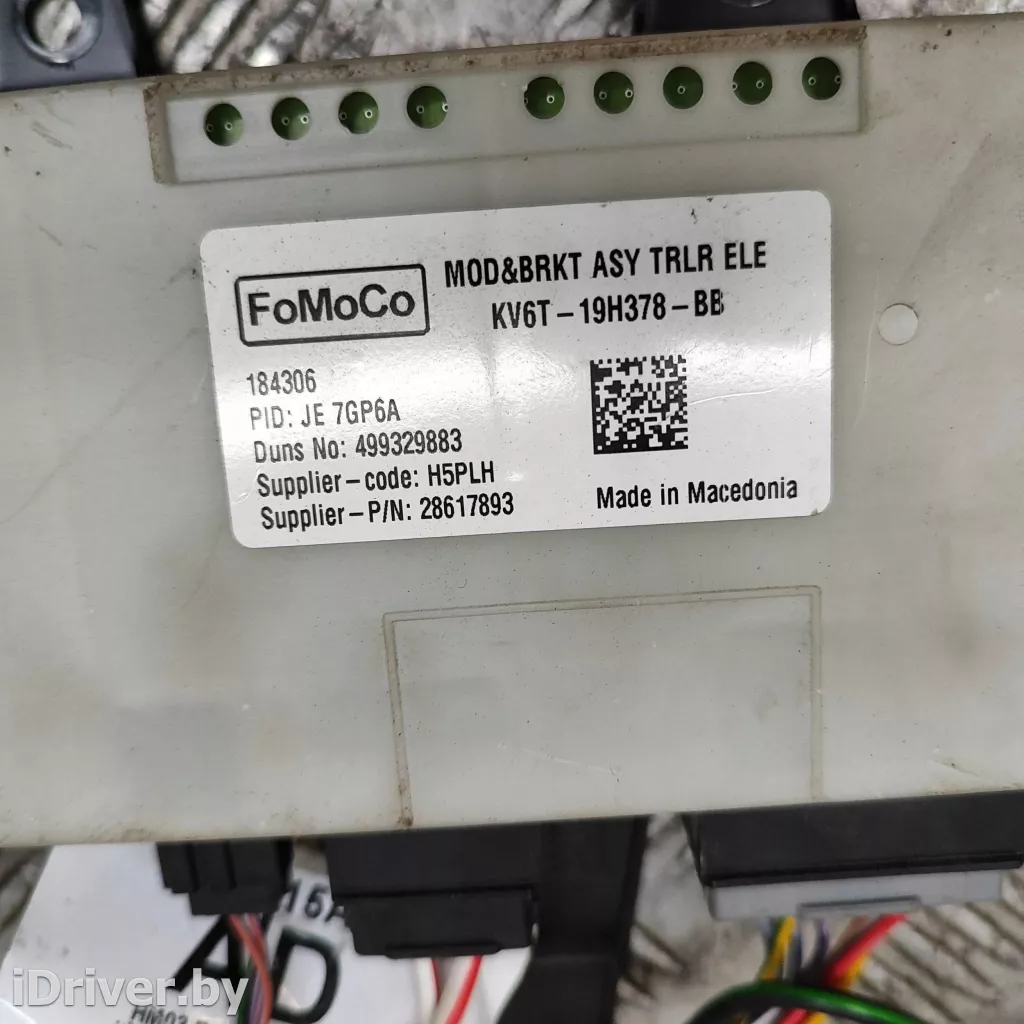 MOD&BRKT ASY TRLR ELE
FoMoCo
KV6T-19H378-BB
184306
PID: JE 7GP6A
Duns No: 499329883
Supplier-code: H5PLH
Supplier-P/N: 28617893
Made in Macedonia
iDriver.by